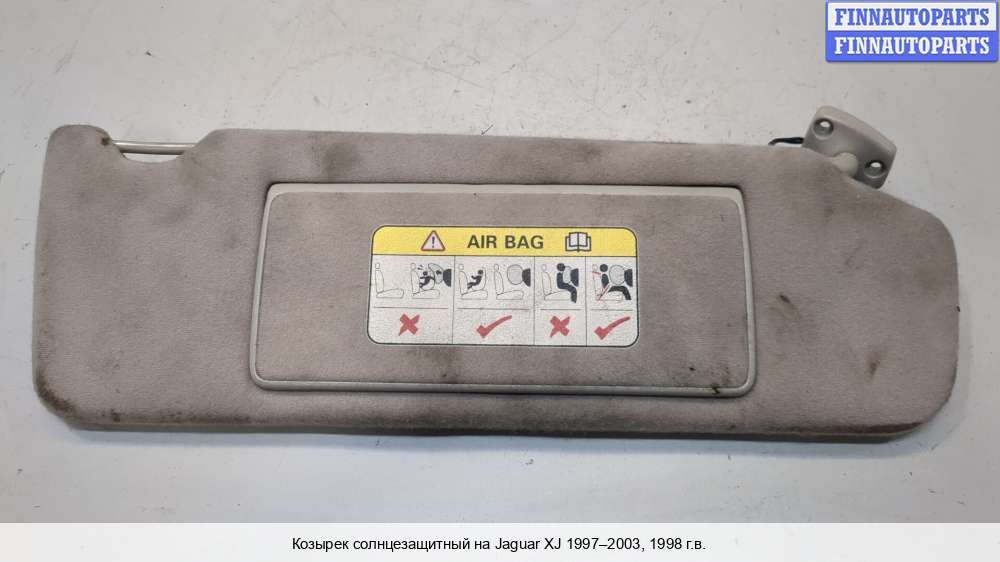 FINNAUTOPARTS
FINNAUTOPARTS
AIR BAG
Козырек солнцезащитный на Jaguar XJ 1997–2003, 1998 г.в.